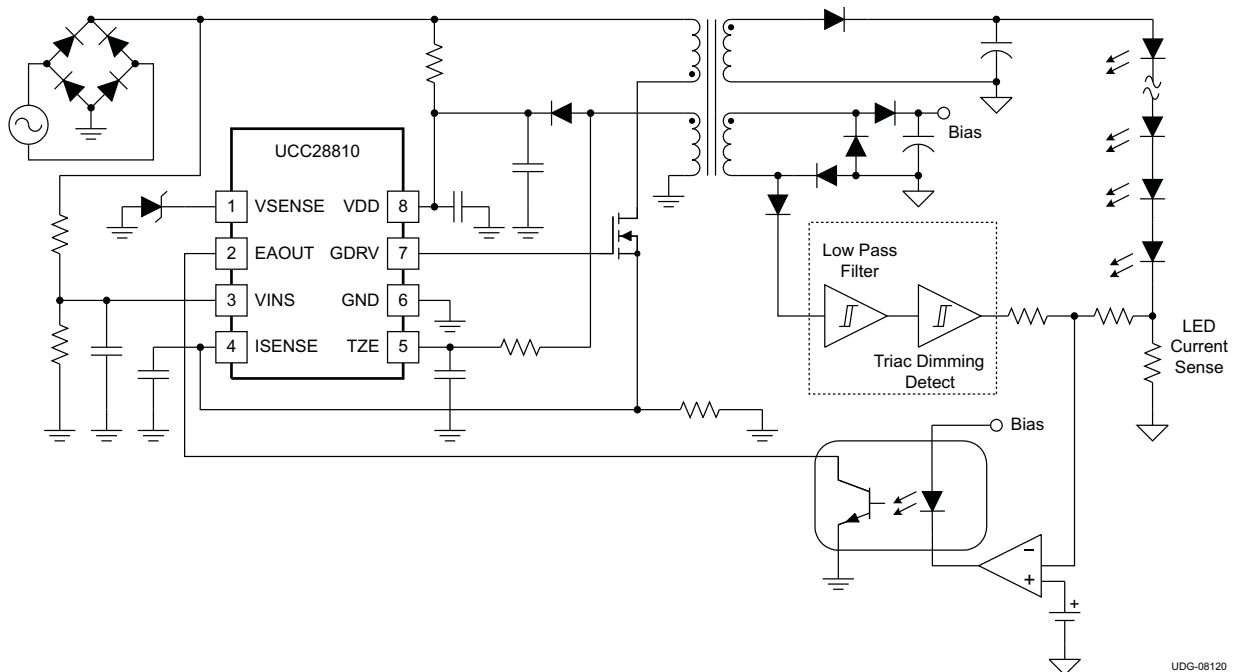 Bias
UCC28810
1 VSENSE VDD 8
2 EAOUT GDRV 7
3 VINS GND 6
4 ISENSE TZE 5
Low Pass
Filter
Triac Dimming
Detect
LED
Current
Sense
Bias
−
+
+
UDG-08120